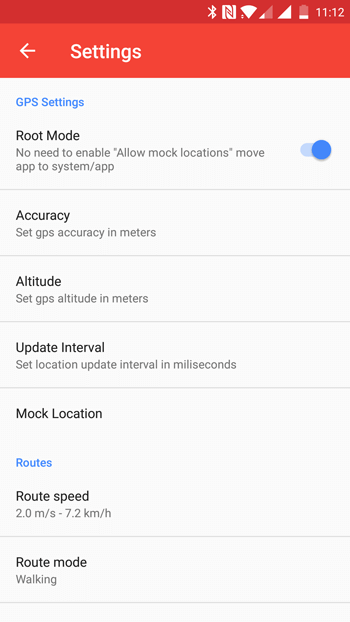 11:12
Settings
GPS Settings
Root Mode
No need to enable "Allow mock locations" move
app to system/app
Accuracy
Set gps accuracy in meters
Altitude
Set gps altitude in meters
Update Interval
Set location update interval in miliseconds
Mock Location
Routes
Route speed
2.0 m/s - 7.2 km/h
Route mode
Walking